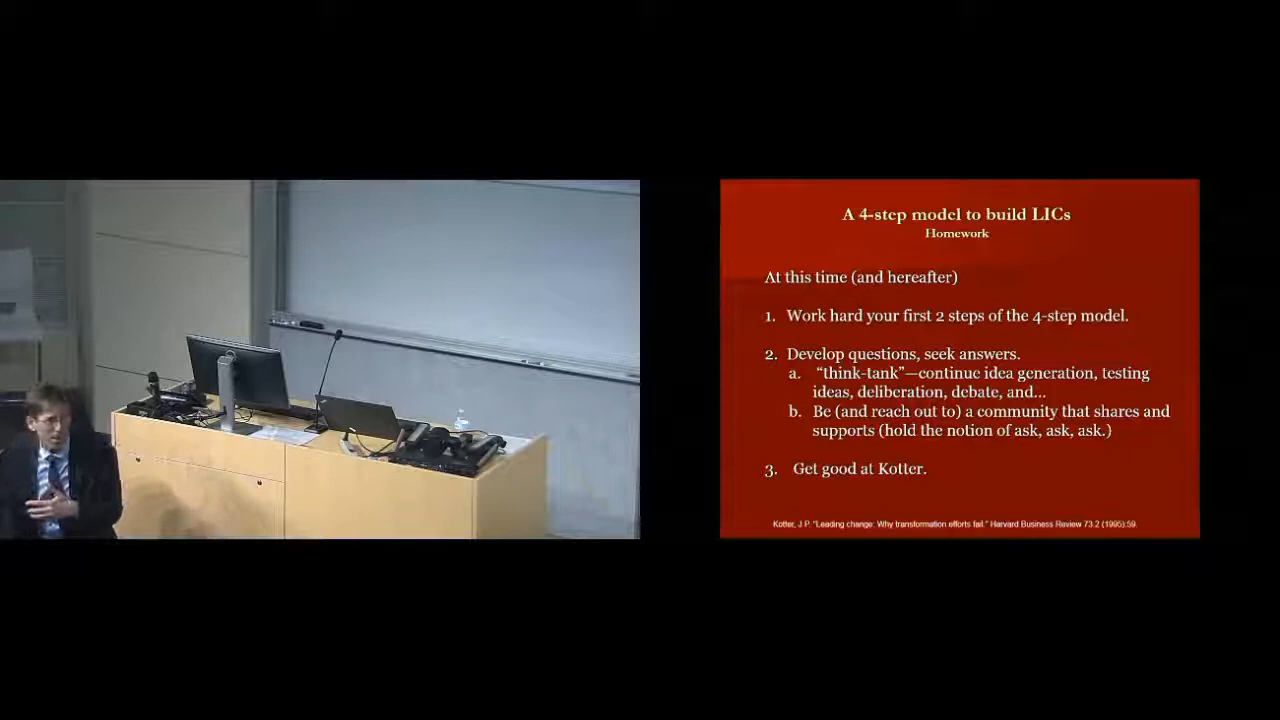 A 4-step model to build LICs
Homework
At this time (and hereafter)
1. Work hard your first 2 steps of the 4-step model.
2. Develop questions, seek answers.
a. “think-tank”—continue idea generation, testing
ideas, deliberation, debate, and...
b. Be (and reach out to) a community that shares and
supports (hold the notion of ask, ask, ask.)
3. Get good at Kotter.
Kotter, J P. "Leading change: Why transformation efforts fail." Harvard Business Review 73.2 (1995):59.